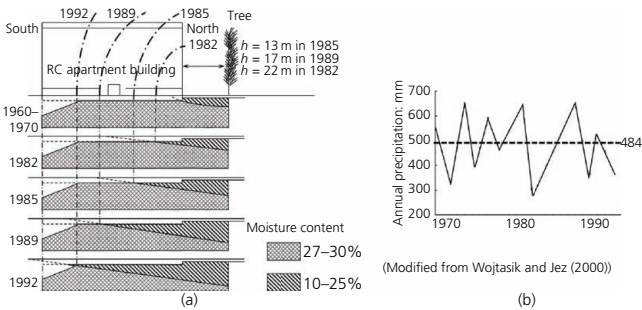 1992
1989
1985
Tree
South
North
1982
h = 13 m in 1985
h = 17 m in 1989
h = 22 m in 1982
RC apartment building
1960–
1970
1982
1985
1989
1992
Moisture content
27–30%
10–25%
(a)
Annual precipitation: mm
700
600
500
400
300
200
484
1970
1980
1990
(Modified from Wojtasik and Jez (2000))
(b)